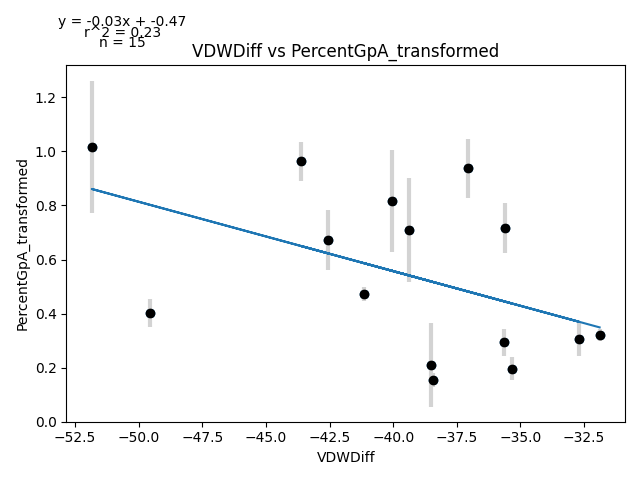 y = -0.03x + -0.47
r^2 = 0.23
n = 15
VDWDiff vs PercentGpA_transformed
PercentGpA_transformed
1.2
1.0
0.8
0.6
0.4
0.2
0.0
−52.5 −50.0 −47.5 −45.0 −42.5 −40.0 −37.5 −35.0 −32.5
VDWDiff